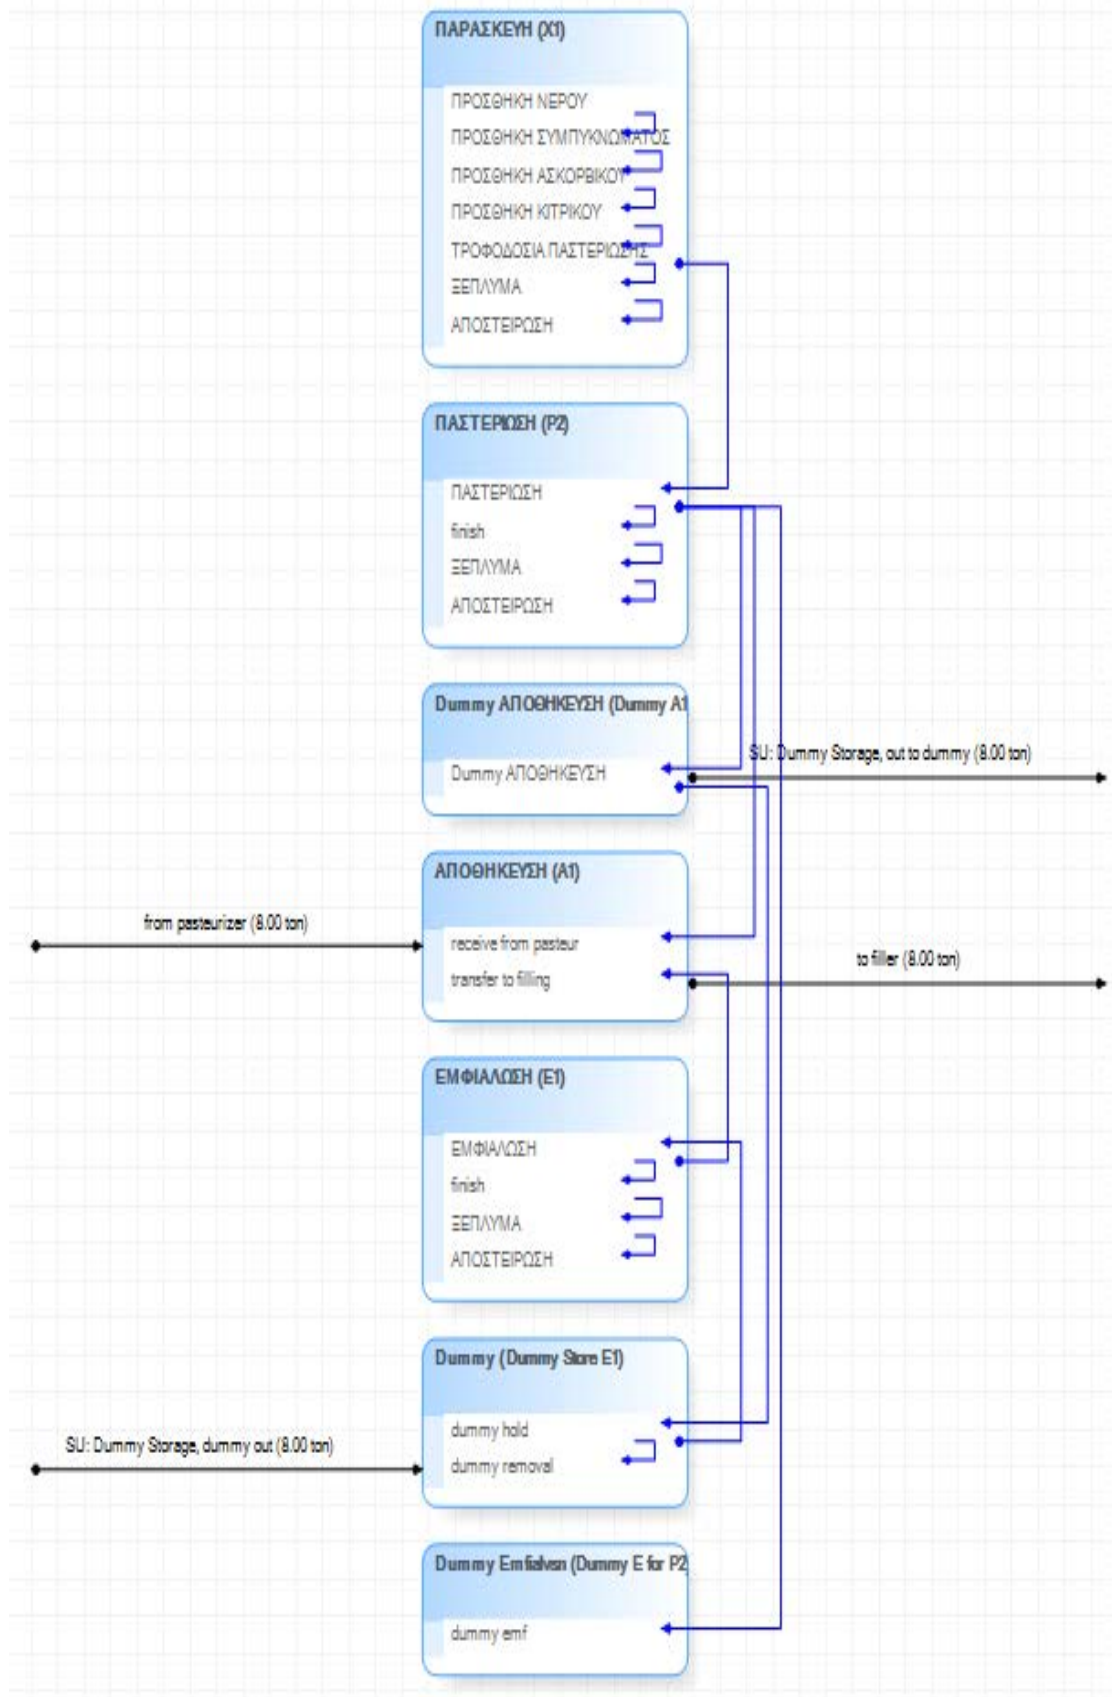 ΠΑΡΑΣΚΕΥΗ (X1)
ΠΡΟΣΘΗΚΗ ΝΕΡΟΥ
ΠΡΟΣΘΗΚΗ ΣΥΜΠΥΚΝΩΜΑΤΟΣ
ΠΡΟΣΘΗΚΗ ΑΣΚΟΡΒΙΚΟΥ
ΠΡΟΣΘΗΚΗ ΚΙΤΡΙΚΟΥ
ΤΡΟΦΟΔΟΣΙΑ ΠΑΣΤΕΡΙΩΣΗΣ
ΞΕΠΛΥΜΑ
ΑΠΟΣΤΕΙΡΩΣΗ
ΠΑΣΤΕΡΙΩΣΗ (P2)
ΠΑΣΤΕΡΙΩΣΗ
finish
ΞΕΠΛΥΜΑ
ΑΠΟΣΤΕΙΡΩΣΗ
Dummy ΑΠΟΘΗΚΕΥΣΗ (Dummy A1
SU: Dummy Storage, out to dummy (8.00 ton)
Dummy ΑΠΟΘΗΚΕΥΣΗ
ΑΠΟΘΗΚΕΥΣΗ (A1)
from pasteurizer (8.00 ton)
receive from pasteur
to filler (8.00 ton)
transfer to filling
ΕΜΦΙΑΛΩΣΗ (E1)
ΕΜΦΙΑΛΩΣΗ
finish
ΞΕΠΛΥΜΑ
ΑΠΟΣΤΕΙΡΩΣΗ
Dummy (Dummy Store E1)
dummy hold
SU: Dummy Storage, dummy out (8.00 ton)
dummy removal
Dummy Emfialvsn (Dummy E for P2
dummy emf